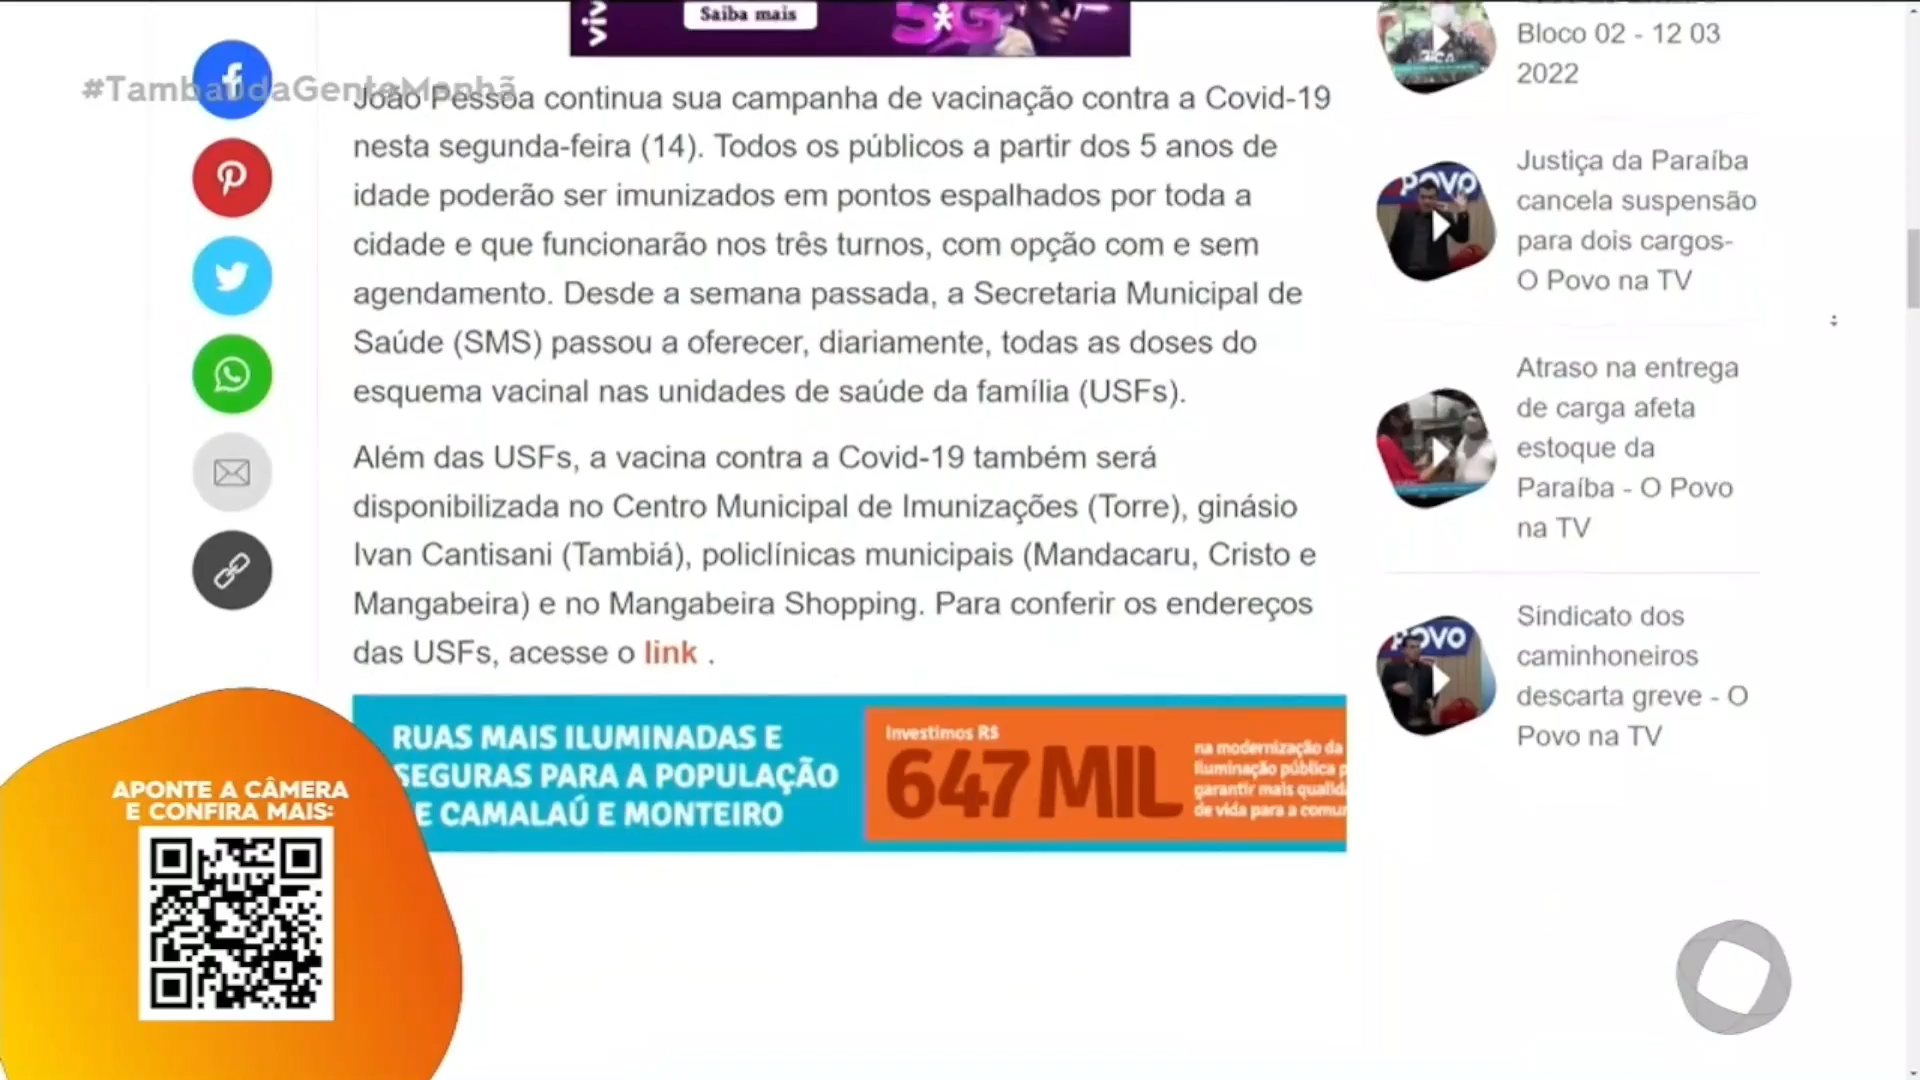 viv
Saiba mais
5G
#TambaúdaGenteManhã
João Pessoa continua sua campanha de vacinação contra a Covid-19
nesta segunda-feira (14). Todos os públicos a partir dos 5 anos de
idade poderão ser imunizados em pontos espalhados por toda a
cidade e que funcionarão nos três turnos, com opção com e sem
agendamento. Desde a semana passada, a Secretaria Municipal de
Saúde (SMS) passou a oferecer, diariamente, todas as doses do
esquema vacinal nas unidades de saúde da família (USFs).
Além das USFs, a vacina contra a Covid-19 também será
disponibilizada no Centro Municipal de Imunizações (Torre), ginásio
Ivan Cantisani (Tambiá), policlínicas municipais (Mandacaru, Cristo e
Mangabeira) e no Mangabeira Shopping. Para conferir os endereços
das USFs, acesse o link .
RUAS MAIS ILUMINADAS E
SEGURAS PARA A POPULAÇÃO
E CAMALAÚ E MONTEIRO
Investimos R$
647 MIL
na modernização da
iluminação pública p
garantir mais qualid
de vida para a comu
APONTE A CÂMERA
E CONFIRA MAIS:
Bloco 02 - 12 03
2022
POVO
Justiça da Paraíba
cancela suspensão
para dois cargos-
O Povo na TV
Atraso na entrega
de carga afeta
estoque da
Paraíba - O Povo
na TV
POVO
Sindicato dos
caminhoneiros
descarta greve - O
Povo na TV